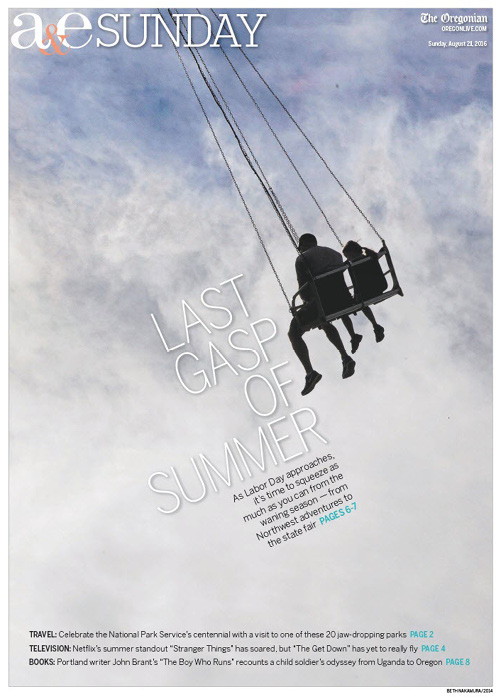 a&e SUNDAY
The Oregonian
OREGONLIVE.COM
Sunday, August 21, 2016
LAST
GASP
OF
SUMMER
As Labor Day approaches,
it's time to squeeze as
much as you can from the
waning season — from
Northwest adventures to
the state fair PAGES 6-7
TRAVEL: Celebrate the National Park Service's centennial with a visit to one of these 20 jaw-dropping parks PAGE 2
TELEVISION: Netflix's summer standout "Stranger Things" has soared, but "The Get Down" has yet to really fly PAGE 4
BOOKS: Portland writer John Brant's "The Boy Who Runs" recounts a child soldier's odyssey from Uganda to Oregon PAGE 8
BETH NAKAMURA/2014